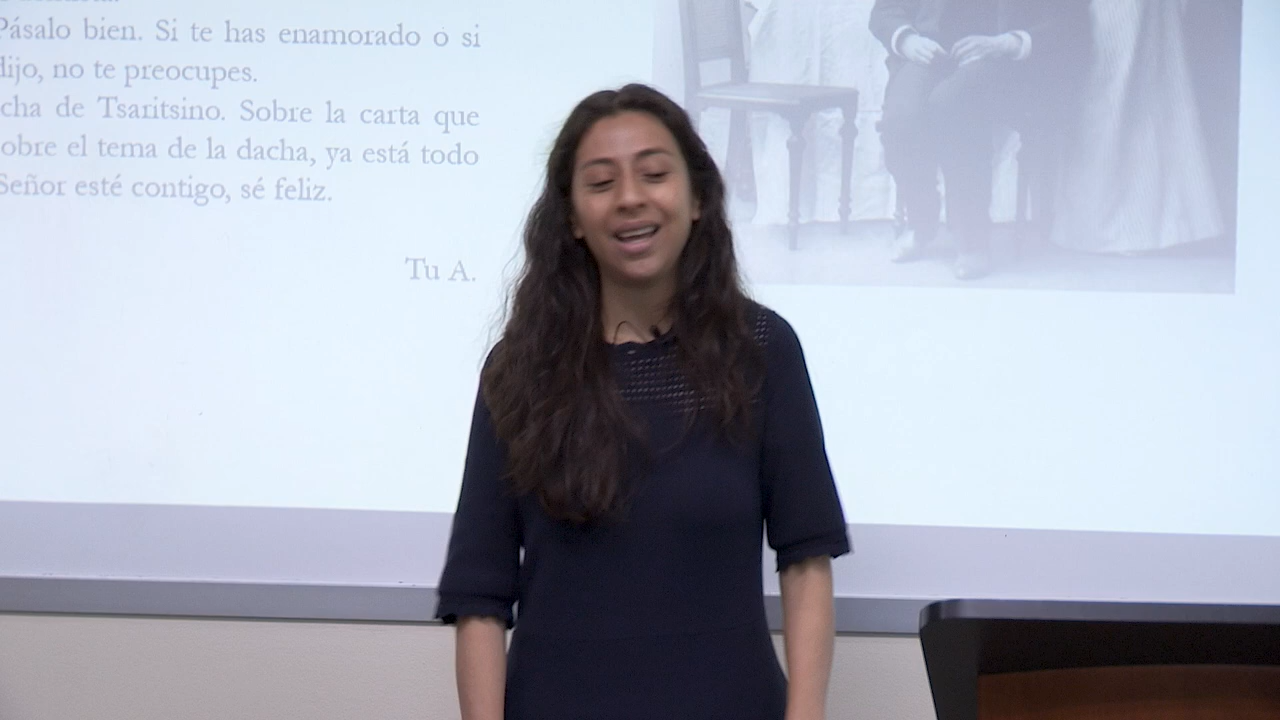 Pásalo bien. Si te has enamorado o si
dijo, no te preocupes.
cha de Tsaritsino. Sobre la carta que
sobre el tema de la dacha, ya está todo
Señor esté contigo, sé feliz.
Tu A.